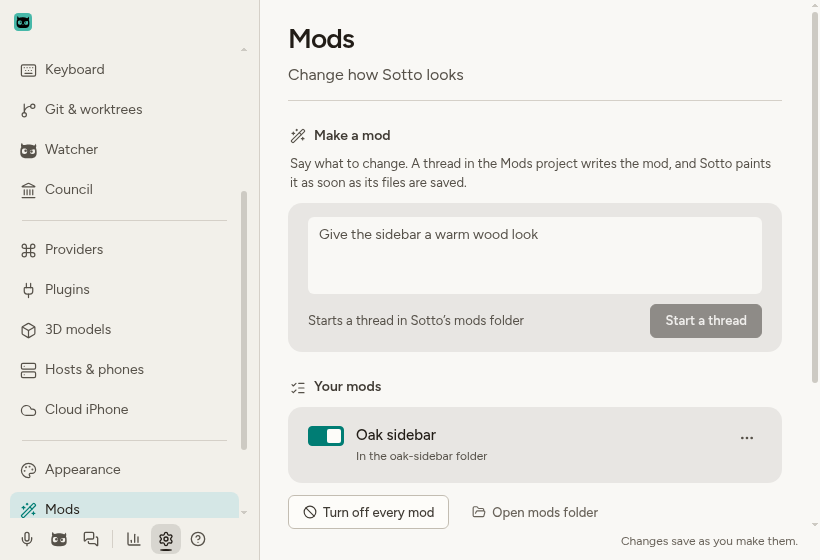 Keyboard
Git & worktrees
Watcher
Council
Providers
Plugins
3D models
Hosts & phones
Cloud iPhone
Appearance
Mods
Mods
Change how Sotto looks
Make a mod
Say what to change. A thread in the Mods project writes the mod, and Sotto paints
it as soon as its files are saved.
Give the sidebar a warm wood look
Starts a thread in Sotto's mods folder
Start a thread
Your mods
Oak sidebar
In the oak-sidebar folder
Turn off every mod
Open mods folder
Changes save as you make them.